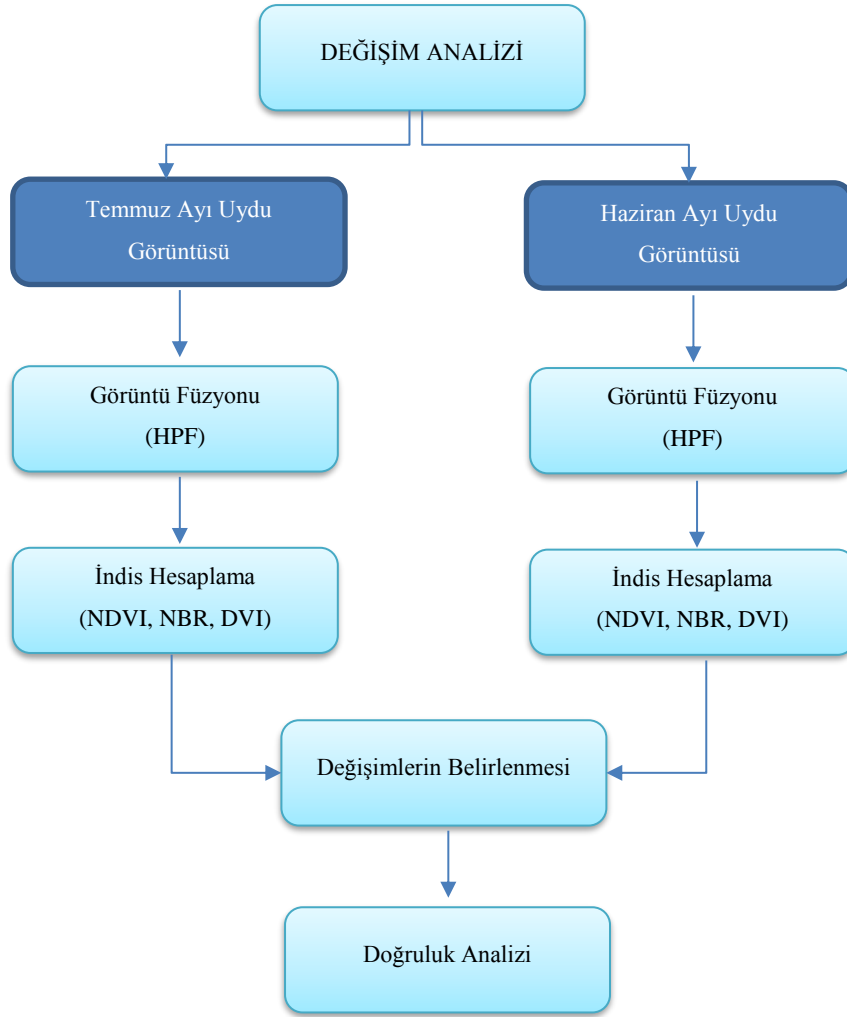 DEĞİŞİM ANALİZİ
Temmuz Ayı Uydu
Görüntüsü
Haziran Ayı Uydu
Görüntüsü
Görüntü Füzyonu
(HPF)
Görüntü Füzyonu
(HPF)
İndis Hesaplama
(NDVI, NBR, DVI)
İndis Hesaplama
(NDVI, NBR, DVI)
Değişimlerin Belirlenmesi
Doğruluk Analizi